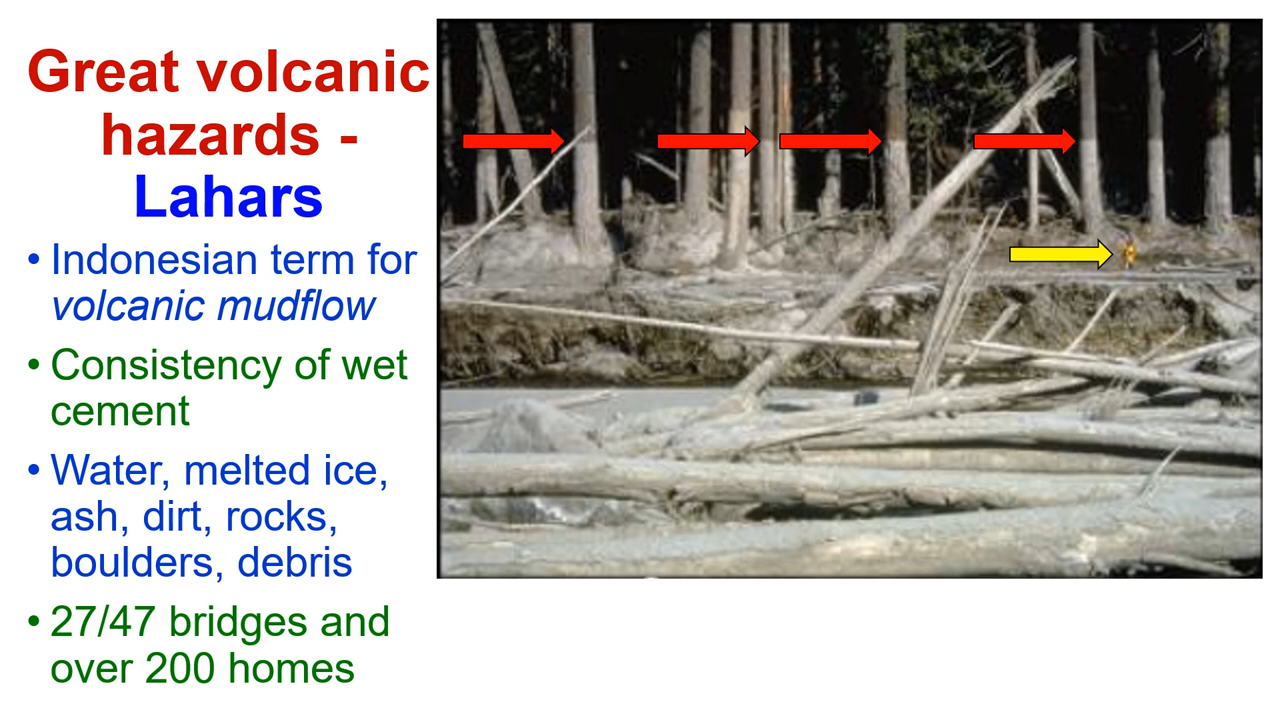 Great volcanic
hazards -
Lahars
• Indonesian term for
volcanic mudflow
• Consistency of wet
cement
• Water, melted ice,
ash, dirt, rocks,
boulders, debris
• 27/47 bridges and
over 200 homes